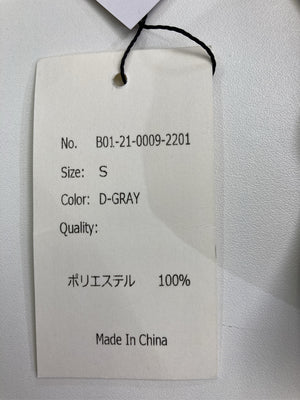 No. B01-21-0009-2201
Size: S
Color: D-GRAY
Quality:
ポリエステル 100%
Made In China